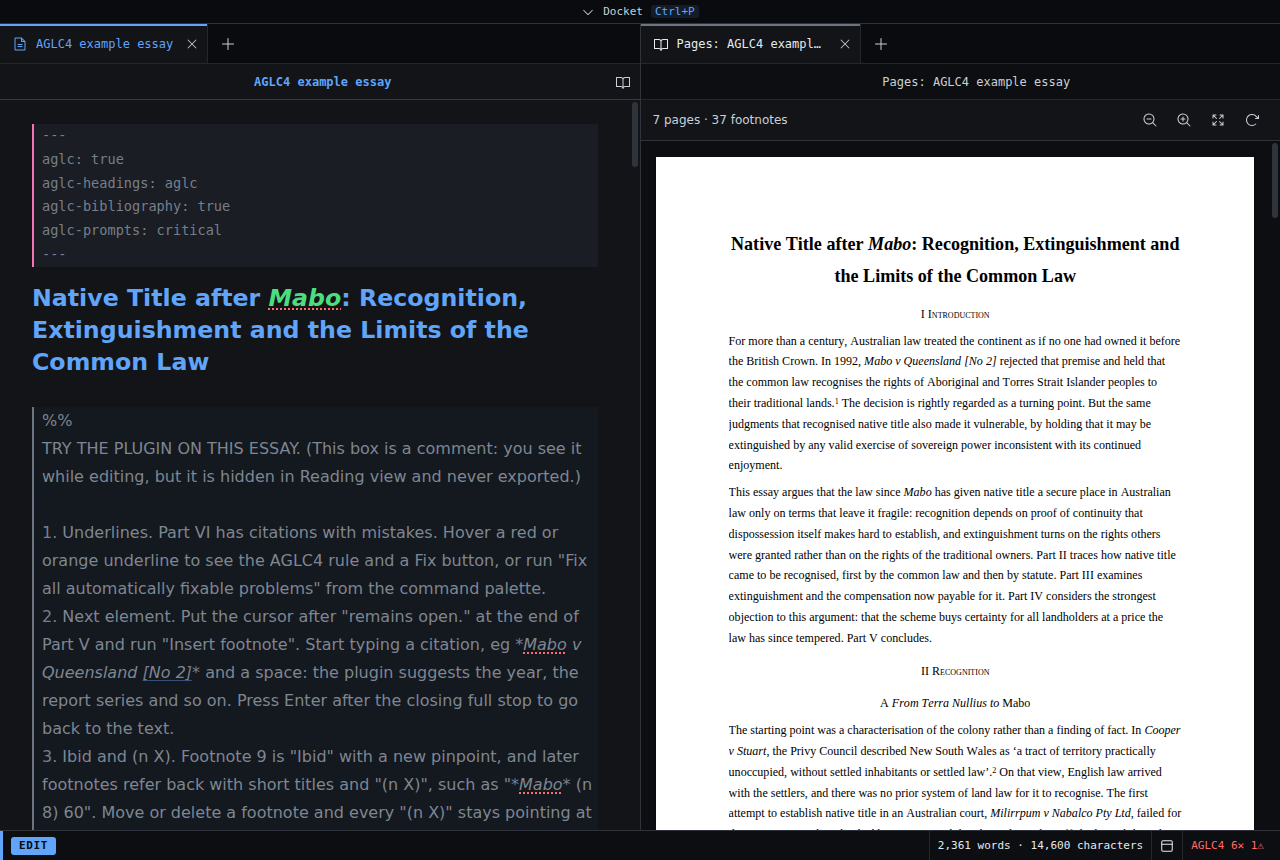 Docket Ctrl+P
AGLC4 example essay
Pages: AGLC4 exampl…
AGLC4 example essay
Pages: AGLC4 example essay
---
aglc: true
aglc-headings: aglc
aglc-bibliography: true
aglc-prompts: critical
---
Native Title after Mabo: Recognition,
Extinguishment and the Limits of the
Common Law
%%
TRY THE PLUGIN ON THIS ESSAY. (This box is a comment: you see it
while editing, but it is hidden in Reading view and never exported.)
1. Underlines. Part VI has citations with mistakes. Hover a red or
orange underline to see the AGLC4 rule and a Fix button, or run "Fix
all automatically fixable problems" from the command palette.
2. Next element. Put the cursor after "remains open." at the end of
Part V and run "Insert footnote". Start typing a citation, eg *Mabo v
Queensland [No 2]* and a space: the plugin suggests the year, the
report series and so on. Press Enter after the closing full stop to go
back to the text.
3. Ibid and (n X). Footnote 9 is "Ibid" with a new pinpoint, and later
footnotes refer back with short titles and "(n X)", such as "*Mabo* (n
8) 60". Move or delete a footnote and every "(n X)" stays pointing at
7 pages · 37 footnotes
Native Title after Mabo: Recognition, Extinguishment and
the Limits of the Common Law
I Introduction
For more than a century, Australian law treated the continent as if no one had owned it before
the British Crown. In 1992, Mabo v Queensland [No 2] rejected that premise and held that
the common law recognises the rights of Aboriginal and Torres Strait Islander peoples to
their traditional lands.1 The decision is rightly regarded as a turning point. But the same
judgments that recognised native title also made it vulnerable, by holding that it may be
extinguished by any valid exercise of sovereign power inconsistent with its continued
enjoyment.
This essay argues that the law since Mabo has given native title a secure place in Australian
law only on terms that leave it fragile: recognition depends on proof of continuity that
dispossession itself makes hard to establish, and extinguishment turns on the rights others
were granted rather than on the rights of the traditional owners. Part II traces how native title
came to be recognised, first by the common law and then by statute. Part III examines
extinguishment and the compensation now payable for it. Part IV considers the strongest
objection to this argument: that the scheme buys certainty for all landholders at a price the
law has since tempered. Part V concludes.
II Recognition
A From Terra Nullius to Mabo
The starting point was a characterisation of the colony rather than a finding of fact. In Cooper
v Stuart, the Privy Council described New South Wales as ‘a tract of territory practically
unoccupied, without settled inhabitants or settled law’.2 On that view, English law arrived
with the settlers, and there was no prior system of land law for it to recognise. The first
attempt to establish native title in an Australian court, Milirrpum v Nabalco Pty Ltd, failed for
EDIT
2,361 words · 14,600 characters
AGLC4 6× 1⚠